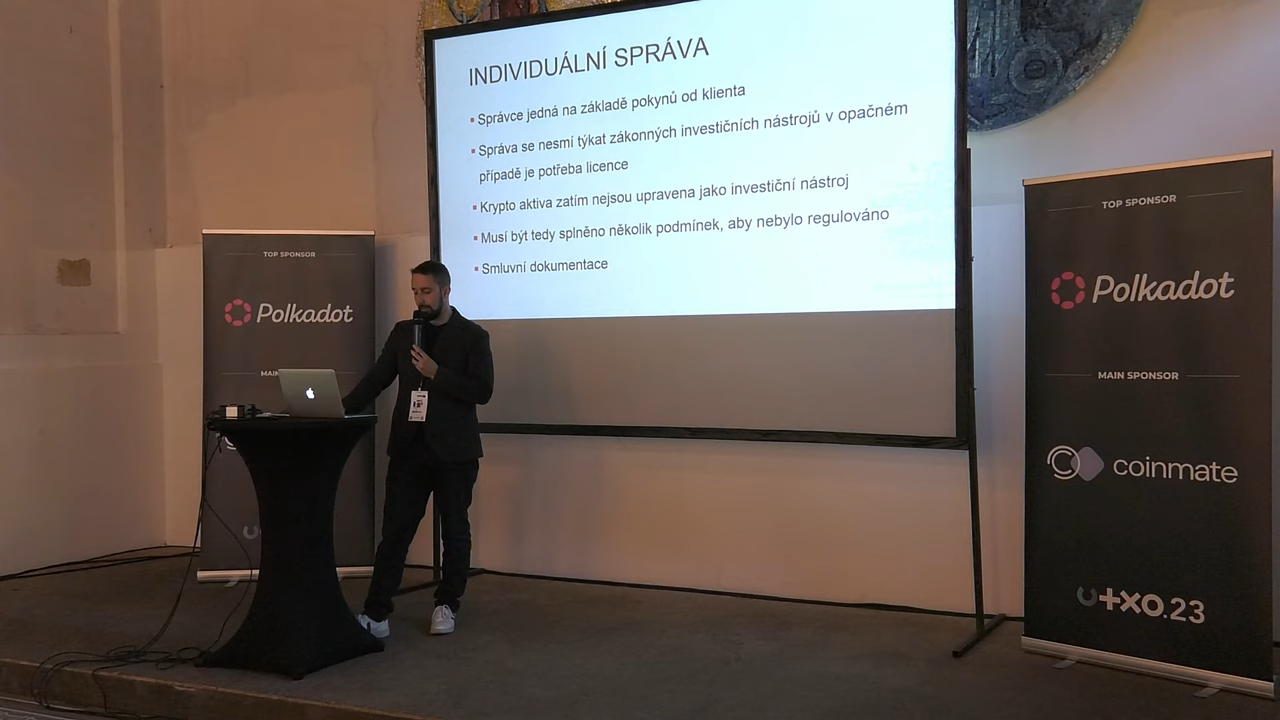 INDIVIDUÁLNÍ SPRÁVA
Správce jedná na základě pokynů od klienta
Správa se nesmí týkat zákonných investičních nástrojů v opačném
případě je potřeba licence
Krypto aktiva zatím nejsou upravena jako investiční nástroj
Musí být tedy splněno několik podmínek, aby nebylo regulováno
Smluvní dokumentace
TOP SPONSOR
Polkadot
MAIN
TOP SPONSOR
Polkadot
MAIN SPONSOR
coinmate
UTXO.23